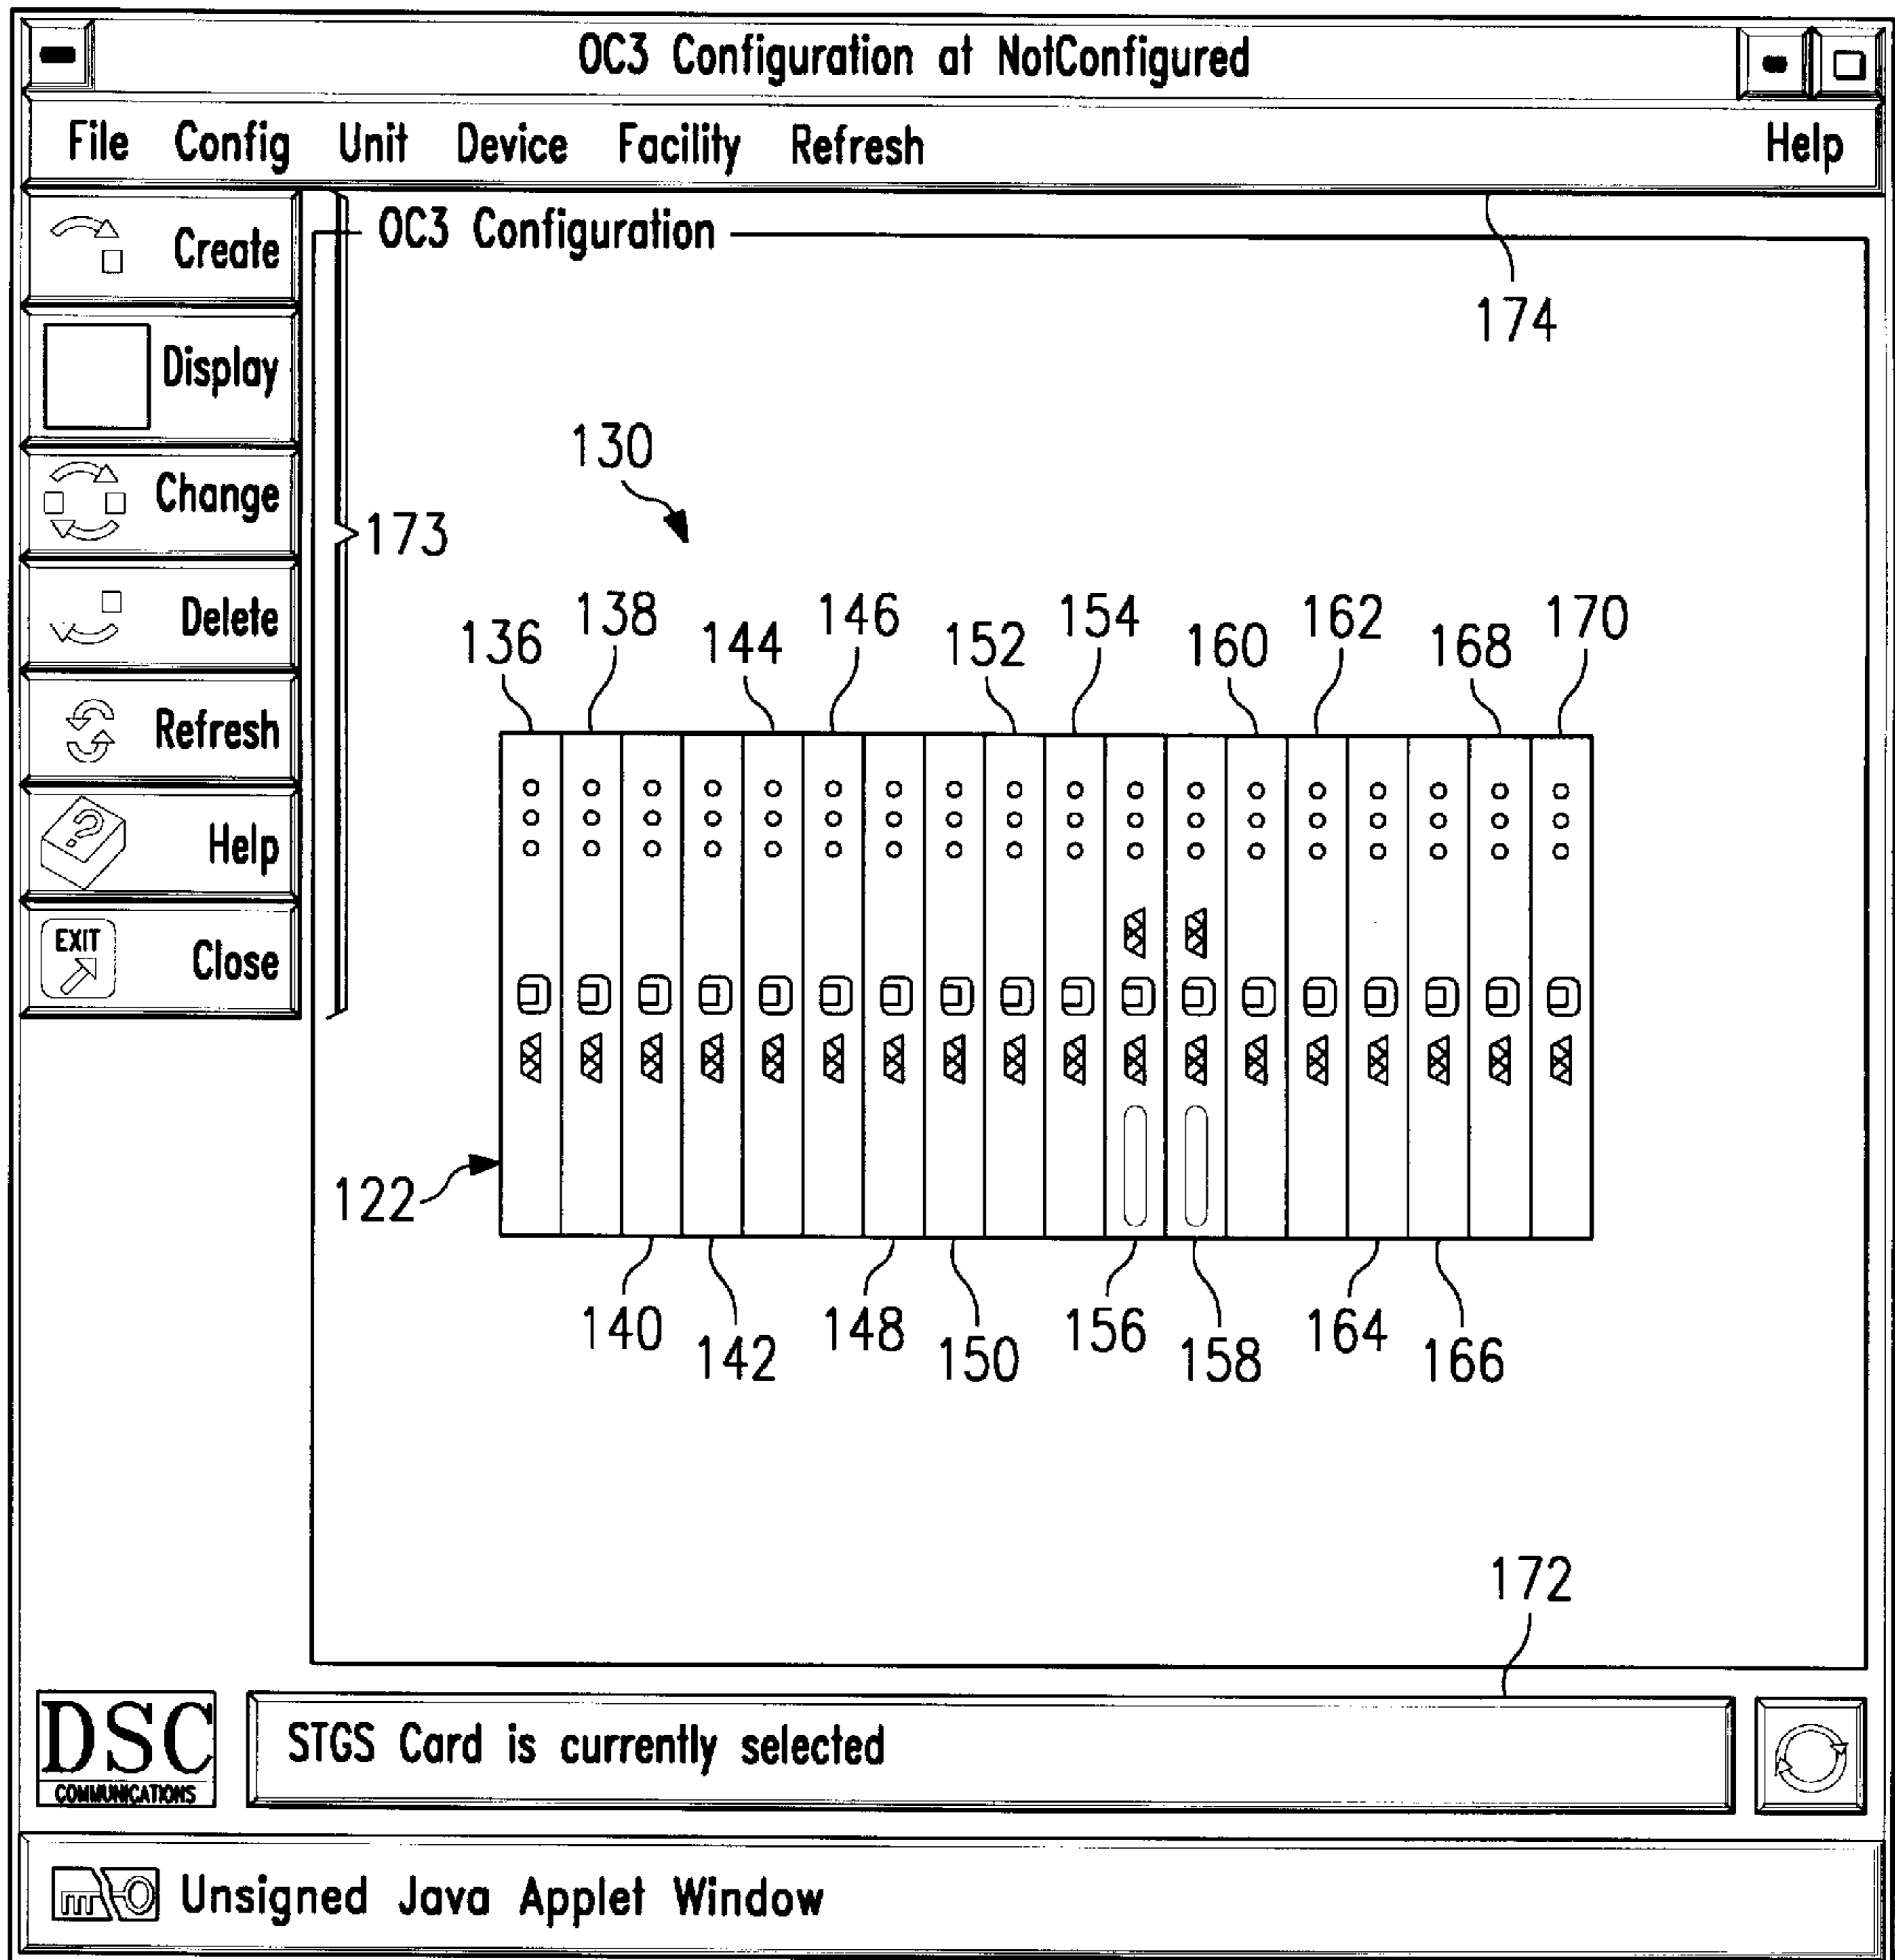 OC3 Configuration at NotConfigured
File Config Unit Device Facility Refresh Help
Create
OC3 Configuration
174
Display
130
Change
173
Delete
136 138 144 146 152 154 160 162 168 170
Refresh
?
Help
EXIT
Close
122
140 142 148 150 156 158 164 166
172
DSC
COMMUNICATIONS
STGS Card is currently selected
Unsigned Java Applet Window